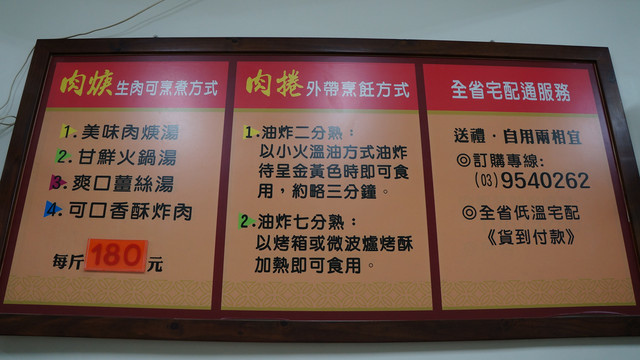 肉焿生肉可烹煮方式
1.美味肉焿湯
2.甘鮮火鍋湯
3.爽口薑絲湯
4.可口香酥炸肉
每斤180元
肉捲外帶烹飪方式
1.油炸二分熟：
以小火溫油方式油炸
待呈金黃色時即可食
用，約略三分鐘。
2.油炸七分熟：
以烤箱或微波爐烤酥
加熱即可食用。
全省宅配通服務
送禮．自用兩相宜
◎訂購專線:
(03)9540262
◎全省低溫宅配
《貨到付款》